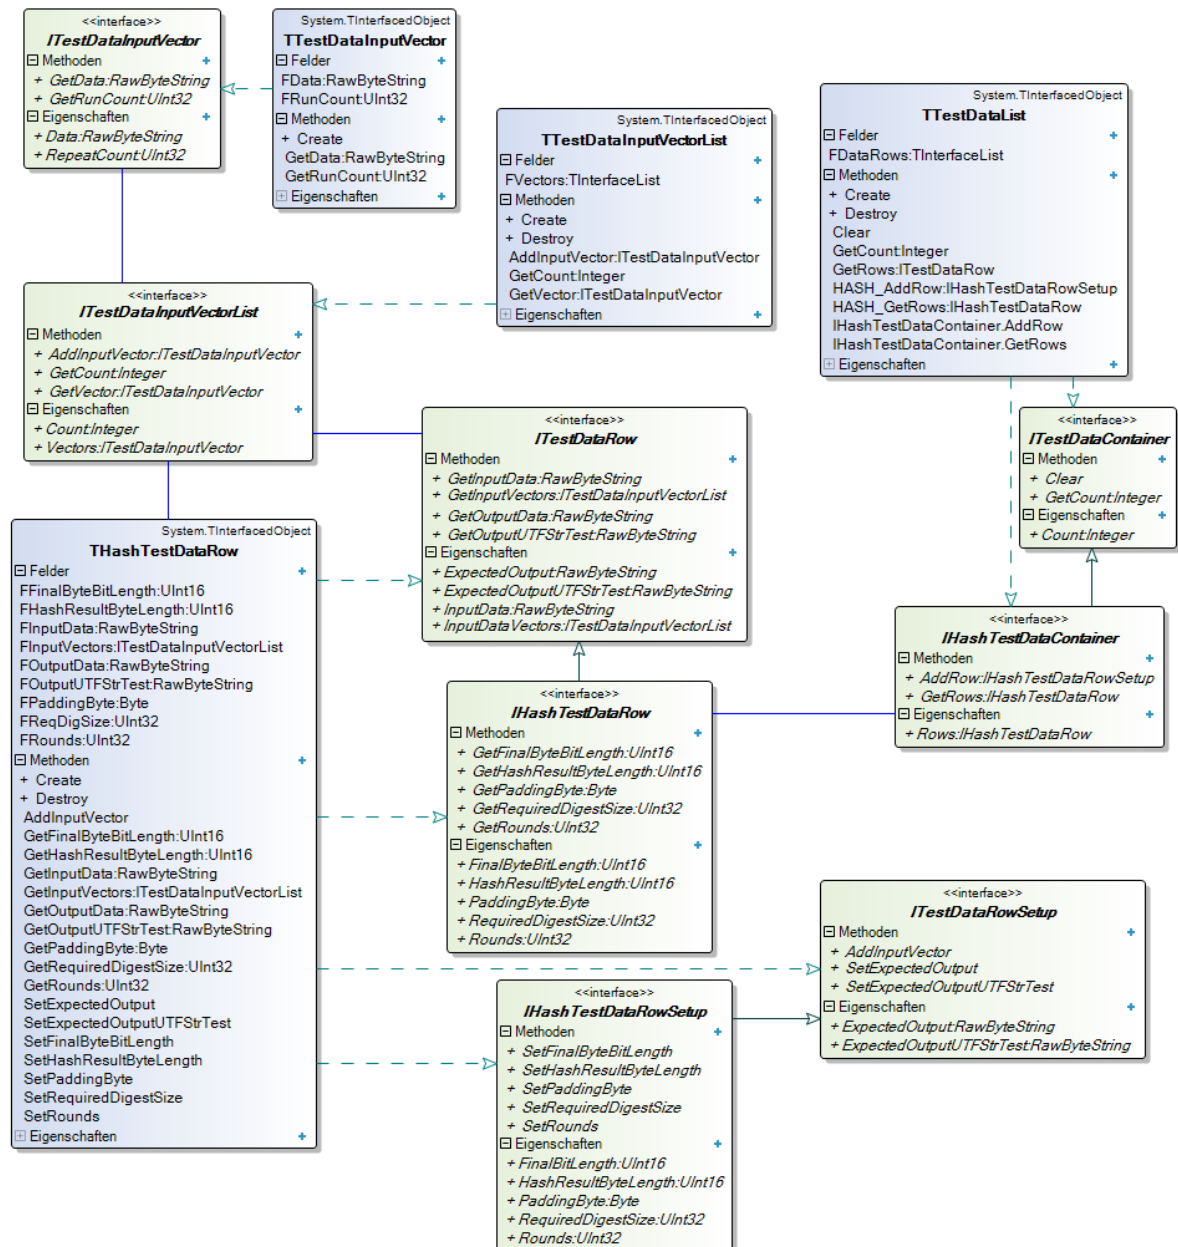 <<interface>>
ITestDataInputVector
Methoden
+ GetData:RawByteString
+ GetRunCount:UInt32
Eigenschaften
+ Data:RawByteString
+ RepeatCount:UInt32
System.TInterfacedObject
TTestDataInputVector
Felder
FData:RawByteString
FRunCount:UInt32
Methoden
+ Create
GetData:RawByteString
GetRunCount:UInt32
Eigenschaften
System.TInterfacedObject
TTestDataInputVectorList
Felder
FVectors:TInterfaceList
Methoden
+ Create
+ Destroy
AddInputVector:ITestDataInputVector
GetCount:Integer
GetVector:ITestDataInputVector
Eigenschaften
System.TInterfacedObject
TTestDataList
Felder
FDataRows:TInterfaceList
Methoden
+ Create
+ Destroy
Clear
GetCount:Integer
GetRows:ITestDataRow
HASH_AddRow:IHashTestDataRowSetup
HASH_GetRows:IHashTestDataRow
IHashTestDataContainer.AddRow
IHashTestDataContainer.GetRows
Eigenschaften
<<interface>>
ITestDataInputVectorList
Methoden
+ AddInputVector:ITestDataInputVector
+ GetCount:Integer
+ GetVector:ITestDataInputVector
Eigenschaften
+ Count:Integer
+ Vectors:ITestDataInputVector
<<interface>>
ITestDataRow
Methoden
+ GetInputData:RawByteString
+ GetInputVectors:ITestDataInputVectorList
+ GetOutputData:RawByteString
+ GetOutputUTFStrTest:RawByteString
Eigenschaften
+ ExpectedOutput:RawByteString
+ ExpectedOutputUTFStrTest:RawByteString
+ InputData:RawByteString
+ InputDataVectors:ITestDataInputVectorList
<<interface>>
ITestDataContainer
Methoden
+ Clear
+ GetCount:Integer
Eigenschaften
+ Count:Integer
System.TInterfacedObject
THashTestDataRow
Felder
FFinalByteBitLength:UInt16
FHashResultByteLength:UInt16
FInputData:RawByteString
FInputVectors:ITestDataInputVectorList
FOutputData:RawByteString
FOutputUTFStrTest:RawByteString
FPaddingByte:Byte
FReqDigSize:UInt32
FRounds:UInt32
Methoden
+ Create
+ Destroy
AddInputVector
GetFinalByteBitLength:UInt16
GetHashResultByteLength:UInt16
GetInputData:RawByteString
GetInputVectors:ITestDataInputVectorList
GetOutputData:RawByteString
GetOutputUTFStrTest:RawByteString
GetPaddingByte:Byte
GetRequiredDigestSize:UInt32
GetRounds:UInt32
SetExpectedOutput
SetExpectedOutputUTFStrTest
SetFinalByteBitLength
SetHashResultByteLength
SetPaddingByte
SetRequiredDigestSize
SetRounds
Eigenschaften
<<interface>>
IHashTestDataRow
Methoden
+ GetFinalByteBitLength:UInt16
+ GetHashResultByteLength:UInt16
+ GetPaddingByte:Byte
+ GetRequiredDigestSize:UInt32
+ GetRounds:UInt32
Eigenschaften
+ FinalByteBitLength:UInt16
+ HashResultByteLength:UInt16
+ PaddingByte:Byte
+ RequiredDigestSize:UInt32
+ Rounds:UInt32
<<interface>>
IHashTestDataContainer
Methoden
+ AddRow:IHashTestDataRowSetup
+ GetRows:IHashTestDataRow
Eigenschaften
+ Rows:IHashTestDataRow
<<interface>>
ITestDataRowSetup
Methoden
+ AddInputVector
+ SetExpectedOutput
+ SetExpectedOutputUTFStrTest
Eigenschaften
+ ExpectedOutput:RawByteString
+ ExpectedOutputUTFStrTest:RawByteString
<<interface>>
IHashTestDataRowSetup
Methoden
+ SetFinalByteBitLength
+ SetHashResultByteLength
+ SetPaddingByte
+ SetRequiredDigestSize
+ SetRounds
Eigenschaften
+ FinalBitLength:UInt16
+ HashResultByteLength:UInt16
+ PaddingByte:Byte
+ RequiredDigestSize:UInt32
+ Rounds:UInt32